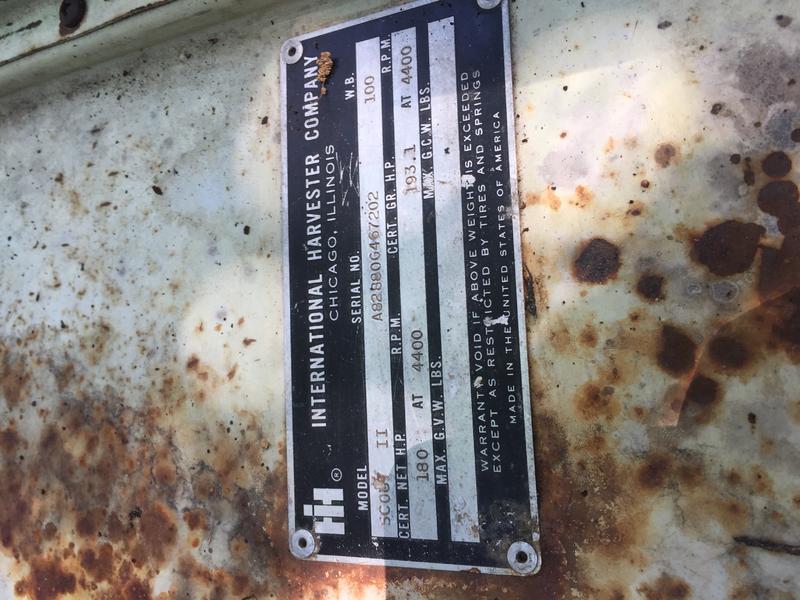 IH ® INTERNATIONAL HARVESTER COMPANY
CHICAGO, ILLINOIS
MODEL SERIAL NO. W.B.
SCOUT II 100
CERT. NET H.P. R.P.M. CERT. GR. H.P. R.P.M.
180 AT 4400 193.1 AT 4400
MAX. G.V.W. LBS. MAX. G.C.W. LBS.
WARRANTY VOID IF ABOVE WEIGHT IS EXCEEDED
EXCEPT AS RESTRICTED BY TIRES AND SPRINGS
MADE IN THE UNITED STATES OF AMERICA